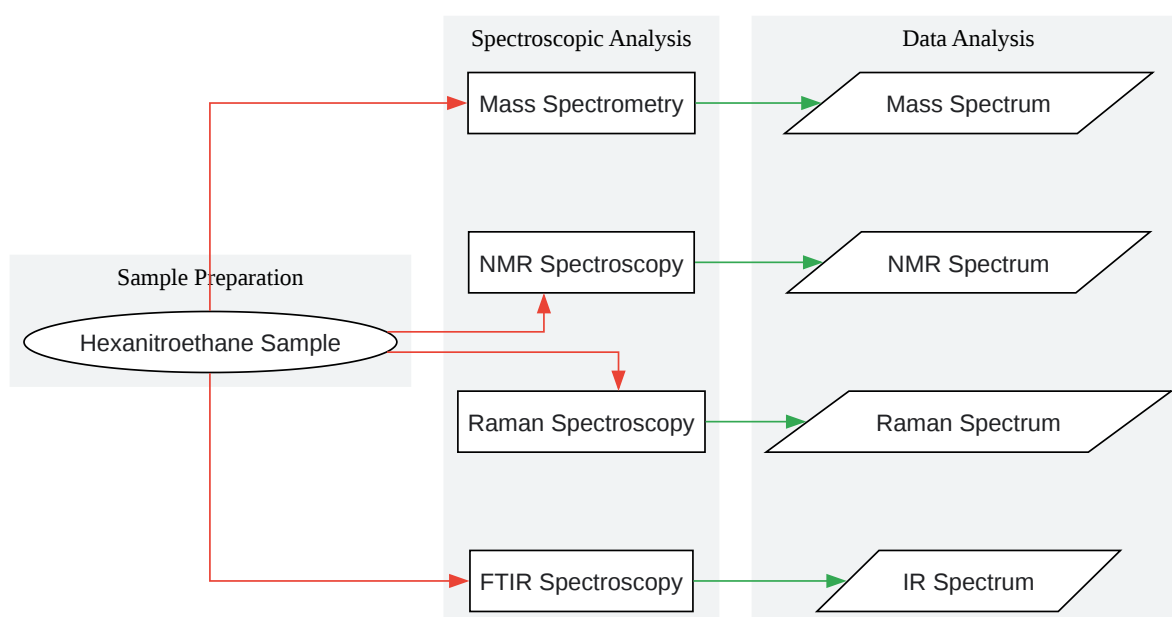 Spectroscopic Analysis
Data Analysis
Mass Spectrometry
Mass Spectrum
NMR Spectroscopy
NMR Spectrum
Sample Preparation
Hexanitroethane Sample
Raman Spectroscopy
Raman Spectrum
FTIR Spectroscopy
IR Spectrum